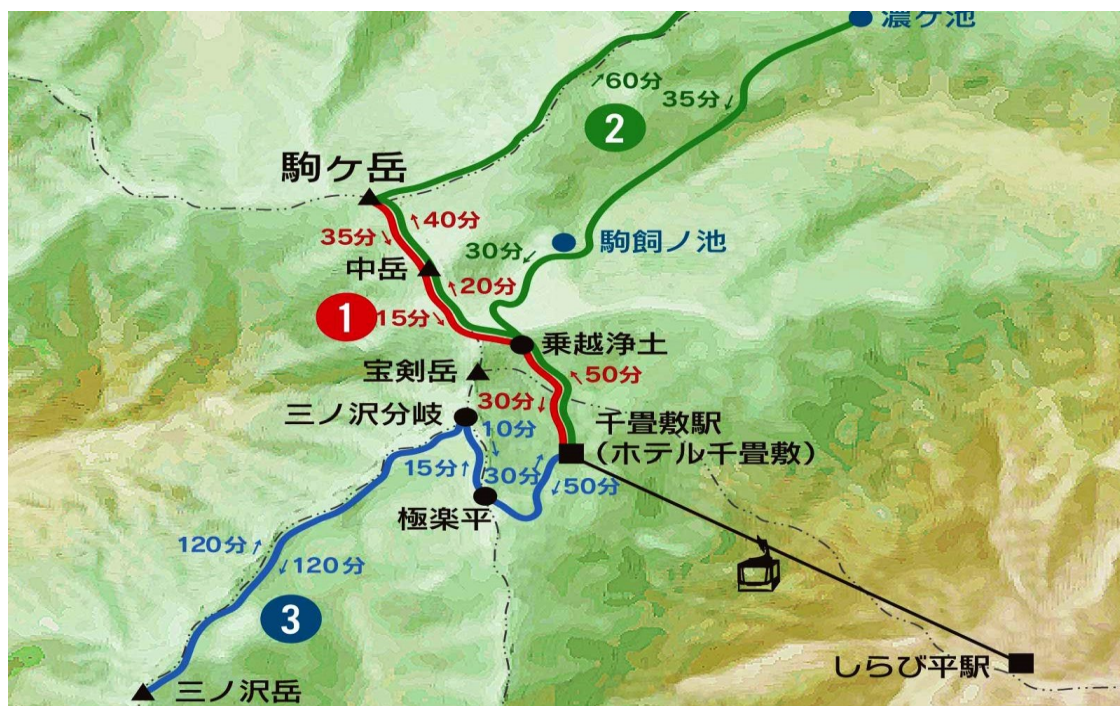 濃ヶ池
↗60分
35分↙
2
駒ヶ岳
↖40分
35分↘
駒飼ノ池
30分↙
中岳
↖20分
1
15分↘
乗越浄土
宝剣岳
↖50分
30分↓
三ノ沢分岐
千畳敷駅
(ホテル千畳敷)
10分↘
15分↑
30分↗
↙50分
極楽平
120分↗
↙120分
3
しらび平駅
三ノ沢岳